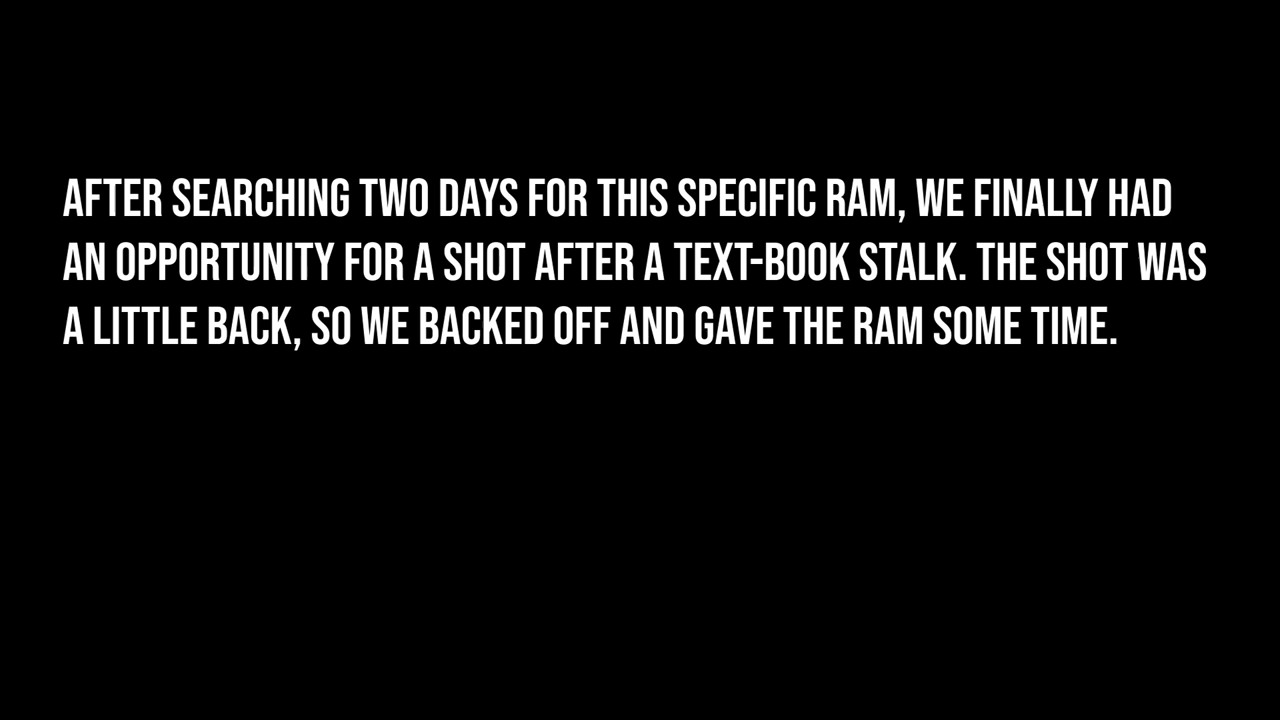 AFTER SEARCHING TWO DAYS FOR THIS SPECIFIC RAM, WE FINALLY HAD
AN OPPORTUNITY FOR A SHOT AFTER A TEXT-BOOK STALK. THE SHOT WAS
A LITTLE BACK, SO WE BACKED OFF AND GAVE THE RAM SOME TIME.